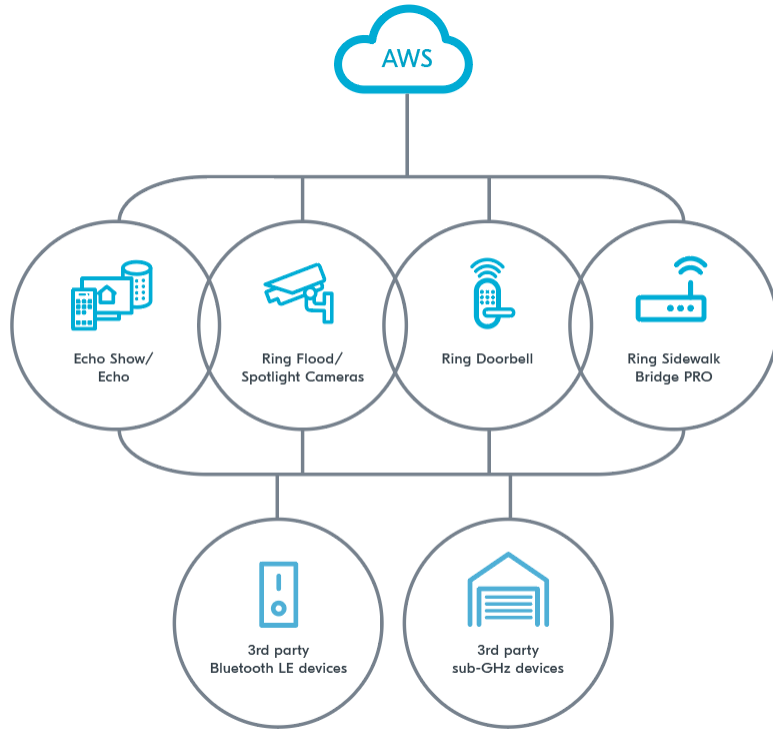 AWS
Echo Show/
Echo
Ring Flood/
Spotlight Cameras
Ring Doorbell
Ring Sidewalk
Bridge PRO
3rd party
Bluetooth LE devices
3rd party
sub-GHz devices